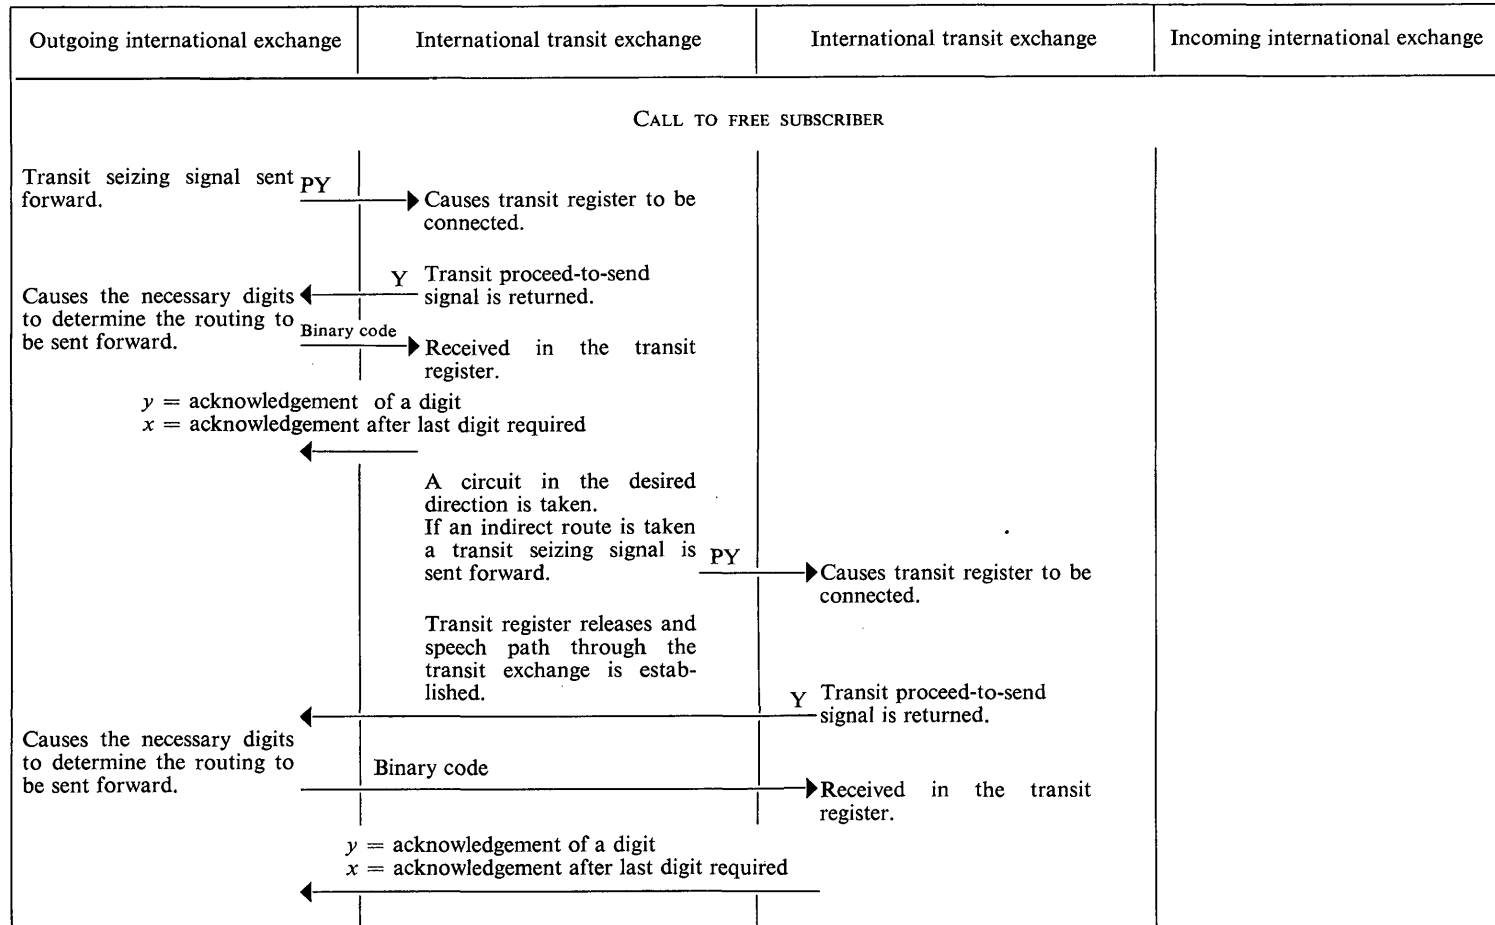 Outgoing international exchange
International transit exchange
International transit exchange
Incoming international exchange
CALL TO FREE SUBSCRIBER
Transit seizing signal sent
forward.
PY
Causes transit register to be
connected.
Y
Transit proceed-to-send
signal is returned.
Causes the necessary digits
to determine the routing to
be sent forward.
Binary code
Received in the transit
register.
y = acknowledgement of a digit
x = acknowledgement after last digit required
A circuit in the desired
direction is taken.
If an indirect route is taken
a transit seizing signal is
sent forward.
PY
Causes transit register to be
connected.
Transit register releases and
speech path through the
transit exchange is estab-
lished.
Y
Transit proceed-to-send
signal is returned.
Causes the necessary digits
to determine the routing to
be sent forward.
Binary code
Received in the transit
register.
y = acknowledgement of a digit
x = acknowledgement after last digit required